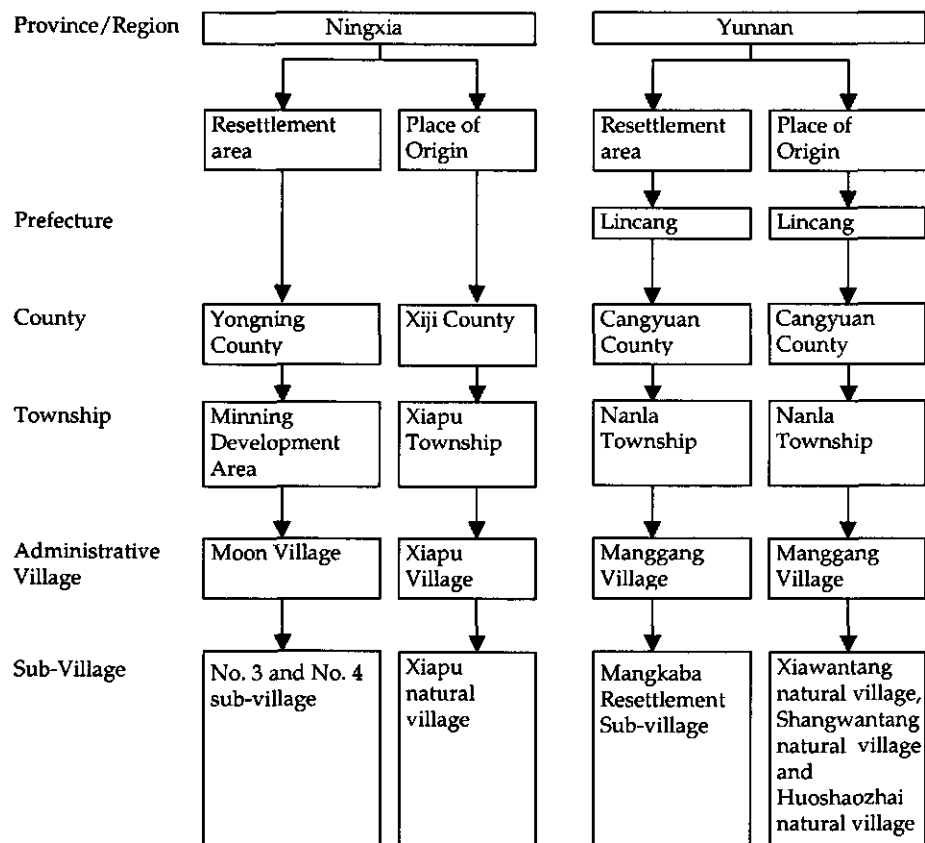 Province/Region
Ningxia
Yunnan
Resettlement
area
Place of
Origin
Resettlement
area
Place of
Origin
Prefecture
Lincang
Lincang
County
Yongning
County
Xiji County
Cangyuan
County
Cangyuan
County
Township
Minning
Development
Area
Xiapu
Township
Nanla
Township
Nanla
Township
Administrative
Village
Moon Village
Xiapu
Village
Manggang
Village
Manggang
Village
Sub-Village
No. 3 and No. 4
sub-village
Xiapu
natural
village
Mangkaba
Resettlement
Sub-village
Xiawantang
natural village,
Shangwantang
natural village
and
Huoshaozhai
natural village